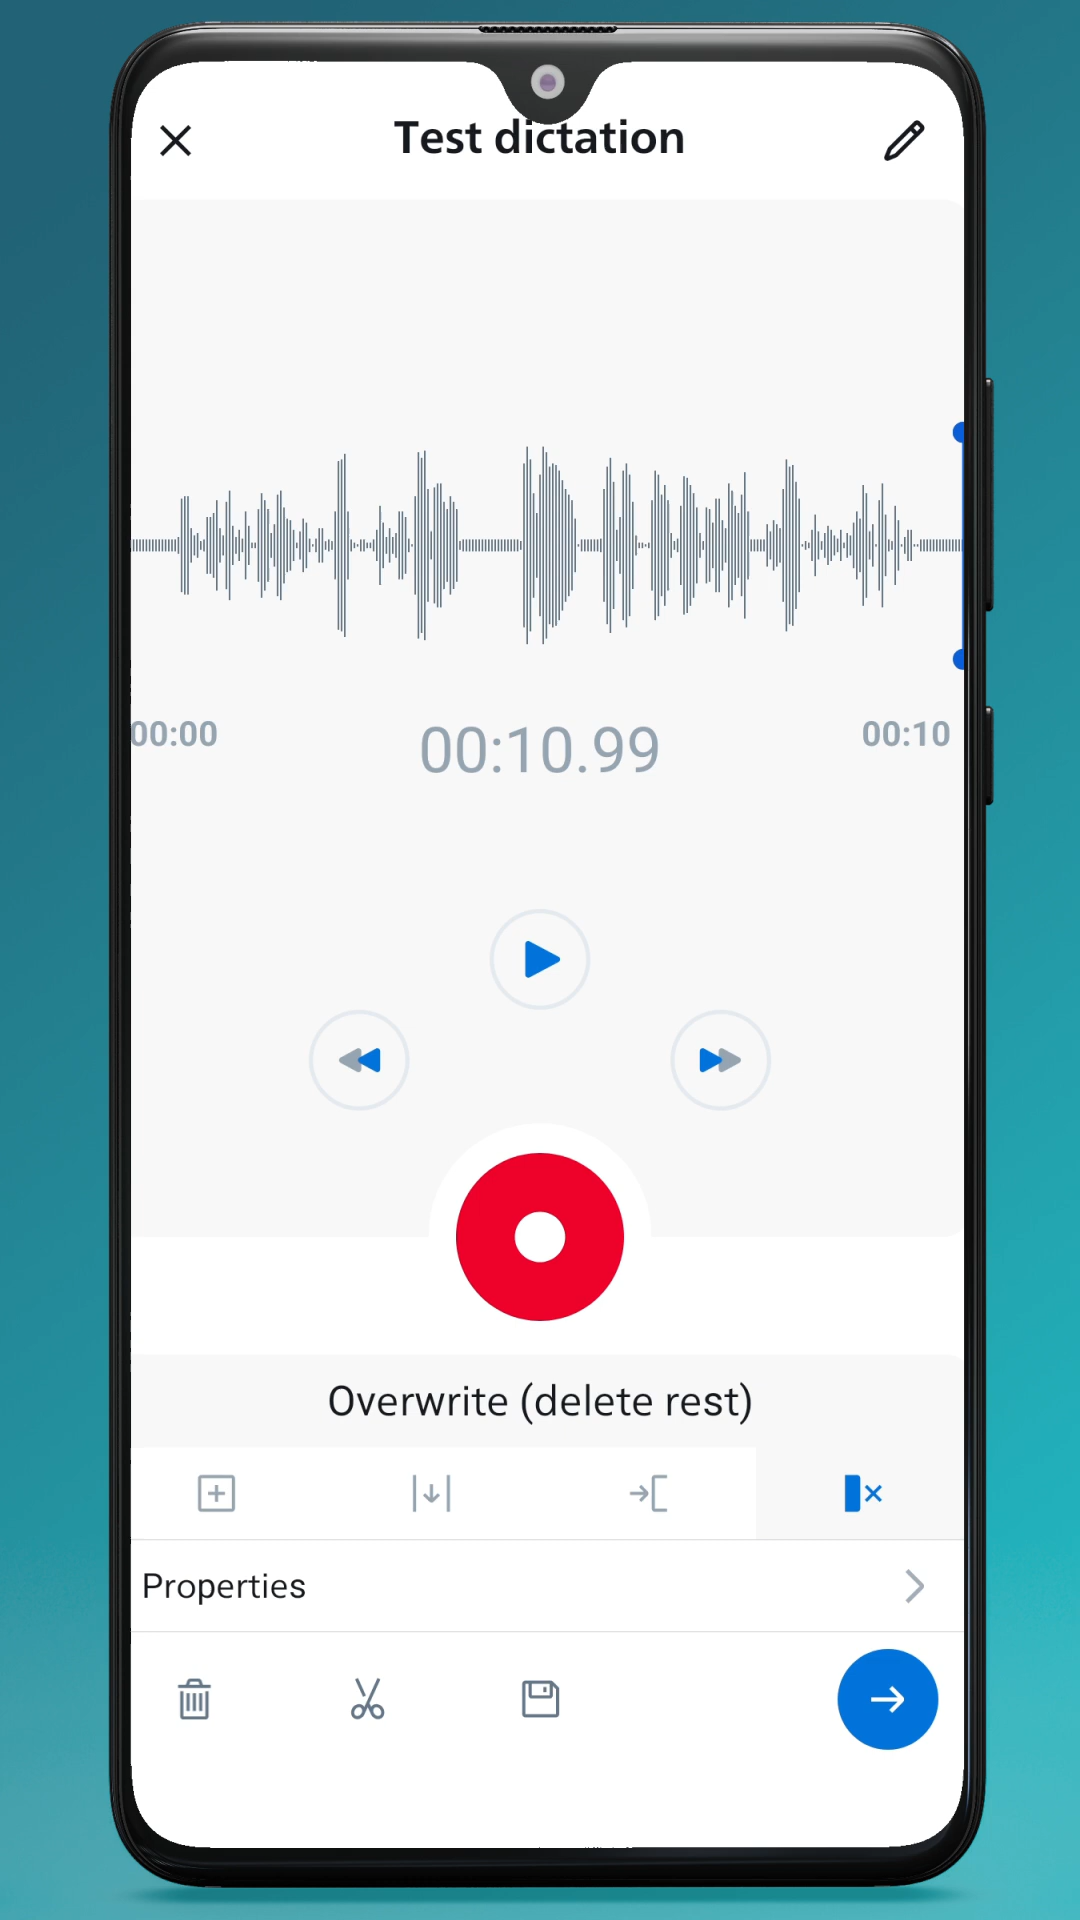 Test dictation
00:00
00:10.99
00:10
Overwrite (delete rest)
Properties